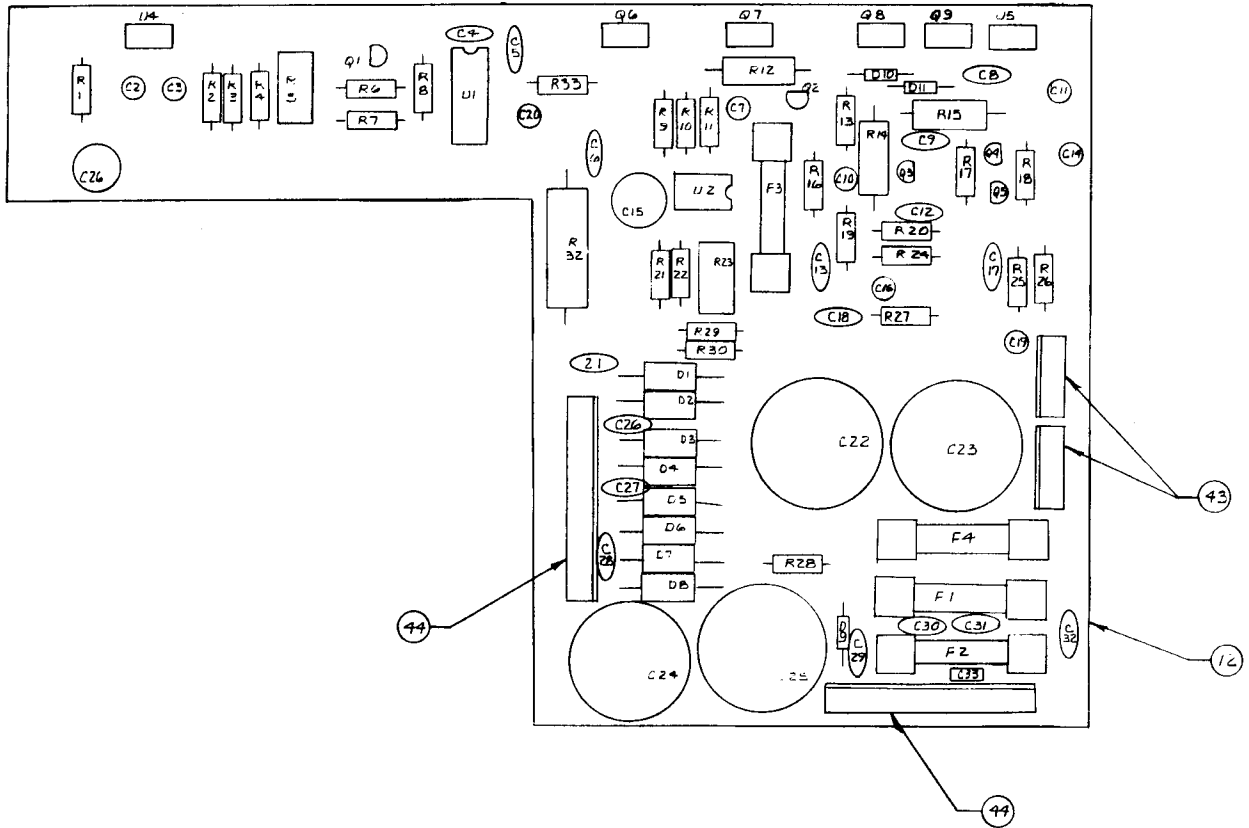 U4
Q6
Q7
Q8
Q9
U5
C4
C5
Q1
R1
C2
C3
R2
R3
R4
R5
R6
R7
R8
U1
R33
C20
R12
Q2
D10
D11
C8
C11
R9
R10
R11
C7
R13
R14
R15
C9
C14
C26
C15
U2
F3
R16
C10
Q3
R17
Q4
Q5
R18
R32
C12
R19
R20
R24
R21
R22
R23
C13
C16
C17
R25
R26
C18
R27
R29
R30
C19
21
D1
D2
C26
D3
D4
C27
D5
D6
C28
D7
D8
C22
C23
43
F4
R28
F1
44
C30
C31
C32
D9
C29
F2
12
C24
C33
44